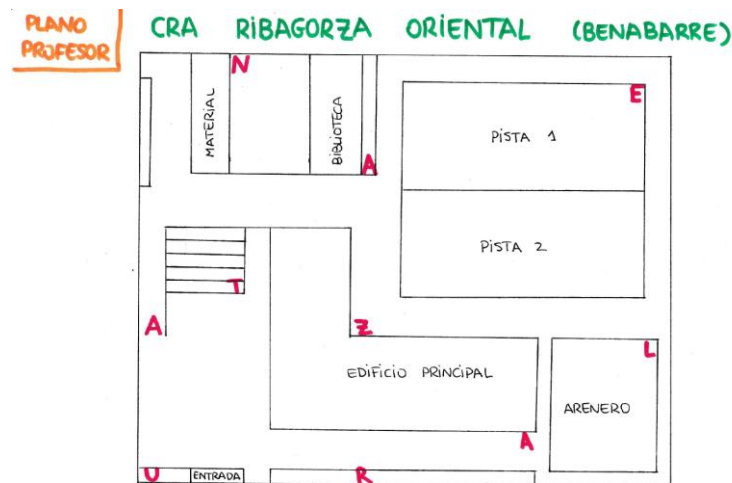 PLANO
PROFESOR
CRA RIBAGORZA ORIENTAL (BENABARRE)
N
E
MATERIAL
BIBLIOTECA
A
PISTA 1
PISTA 2
T
A
Z
L
EDIFICIO PRINCIPAL
ARENERO
A
U
ENTRADA
R